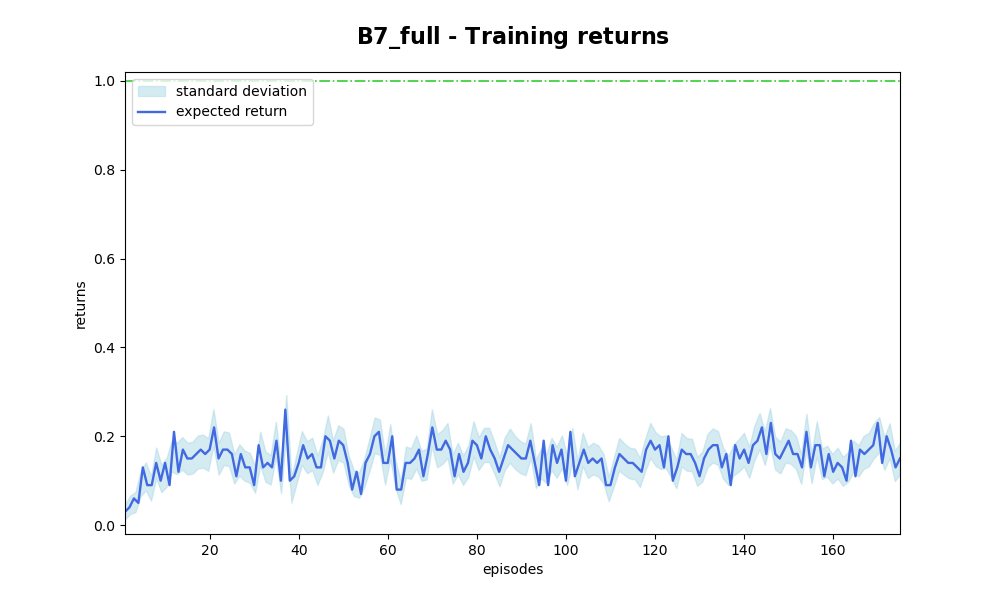 B7_full - Training returns
1.0
0.8
0.6
0.4
0.2
0.0
returns
standard deviation
expected return
20 40 60 80 100 120 140 160
episodes